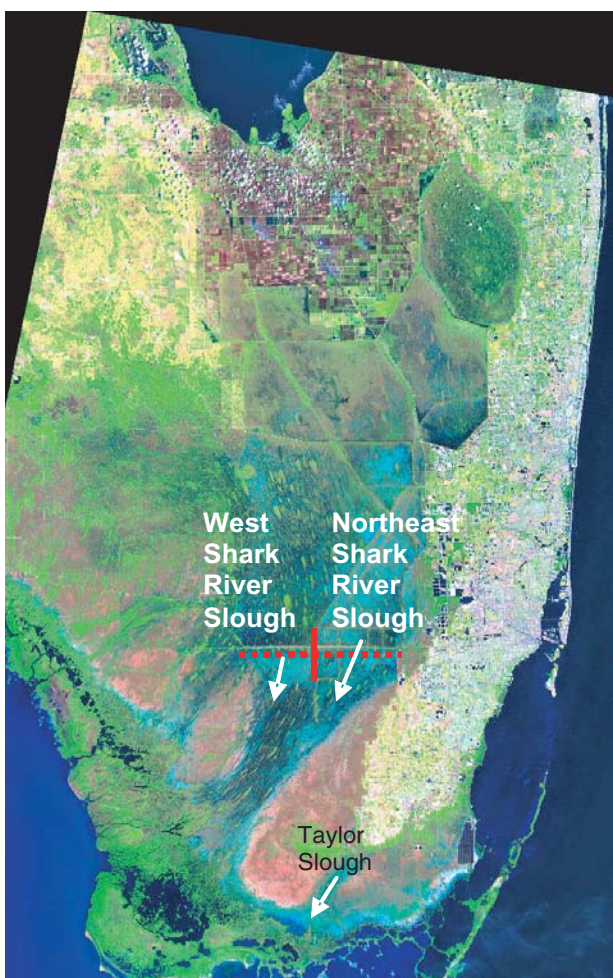 West
Shark
River
Slough
Northeast
Shark
River
Slough
Taylor
Slough